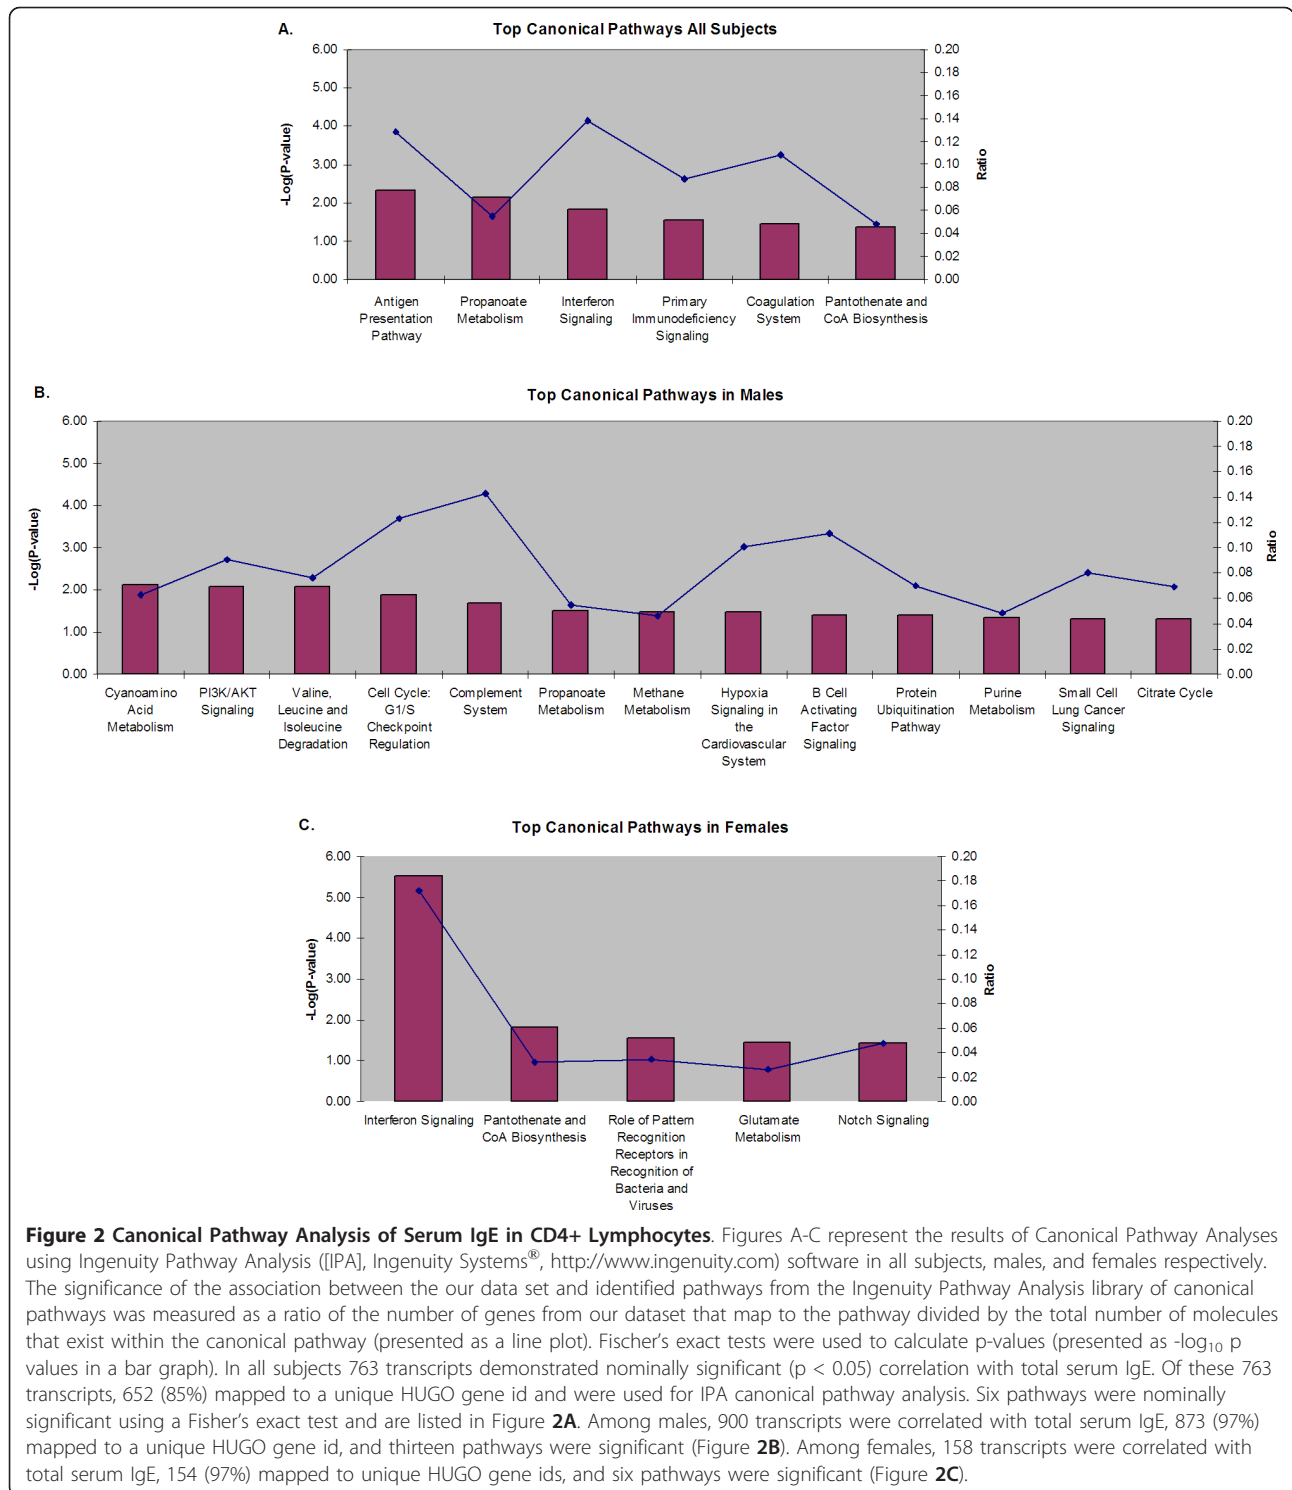 A.
Top Canonical Pathways All Subjects
6.00
5.00
4.00
3.00
2.00
1.00
0.00
-Log(P-value)
0.20
0.18
0.16
0.14
0.12
0.10
0.08
0.06
0.04
0.02
0.00
Ratio
Antigen Presentation Pathway
Propanoate Metabolism
Interferon Signaling
Primary Immunodeficiency Signaling
Coagulation System
Pantothenate and CoA Biosynthesis
B.
Top Canonical Pathways in Males
6.00
5.00
4.00
3.00
2.00
1.00
0.00
-Log(P-value)
0.20
0.18
0.16
0.14
0.12
0.10
0.08
0.06
0.04
0.02
0.00
Ratio
Cyanoamino Acid Metabolism
PI3K/AKT Signaling
Valine, Leucine and Isoleucine Degradation
Cell Cycle: G1/S Checkpoint Regulation
Complement System
Propanoate Metabolism
Methane Metabolism
Hypoxia Signaling in the Cardiovascular System
B Cell Activating Factor Signaling
Protein Ubiquitination Pathway
Purine Metabolism
Small Cell Lung Cancer Signaling
Citrate Cycle
C.
Top Canonical Pathways in Females
6.00
5.00
4.00
3.00
2.00
1.00
0.00
-Log(P-value)
0.20
0.18
0.16
0.14
0.12
0.10
0.08
0.06
0.04
0.02
0.00
Ratio
Interferon Signaling
Pantothenate and CoA Biosynthesis
Role of Pattern Recognition Receptors in Recognition of Bacteria and Viruses
Glutamate Metabolism
Notch Signaling
Figure 2 Canonical Pathway Analysis of Serum IgE in CD4+ Lymphocytes. Figures A-C represent the results of Canonical Pathway Analyses
using Ingenuity Pathway Analysis ([IPA], Ingenuity Systems®, http://www.ingenuity.com) software in all subjects, males, and females respectively.
The significance of the association between the our data set and identified pathways from the Ingenuity Pathway Analysis library of canonical
pathways was measured as a ratio of the number of genes from our dataset that map to the pathway divided by the total number of molecules
that exist within the canonical pathway (presented as a line plot). Fischer's exact tests were used to calculate p-values (presented as -log10 p
values in a bar graph). In all subjects 763 transcripts demonstrated nominally significant (p < 0.05) correlation with total serum IgE. Of these 763
transcripts, 652 (85%) mapped to a unique HUGO gene id and were used for IPA canonical pathway analysis. Six pathways were nominally
significant using a Fisher's exact test and are listed in Figure 2A. Among males, 900 transcripts were correlated with total serum IgE, 873 (97%)
mapped to a unique HUGO gene id, and thirteen pathways were significant (Figure 2B). Among females, 158 transcripts were correlated with
total serum IgE, 154 (97%) mapped to unique HUGO gene ids, and six pathways were significant (Figure 2C).